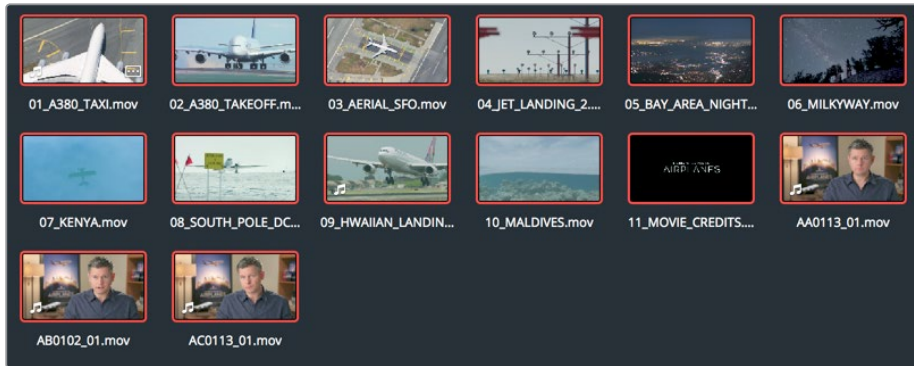 01_A380_TAXI.mov
02_A380_TAKEOFF.m...
03_AERIAL_SFO.mov
04_JET_LANDING_2....
05_BAY_AREA_NIGHT...
06_MILKYWAY.mov
AIRPLANES
07_KENYA.mov
08_SOUTH_POLE_DC...
09_HWAIIAN_LANDIN...
10_MALDIVES.mov
11_MOVIE_CREDITS....
AA0113_01.mov
AB0102_01.mov
AC0113_01.mov